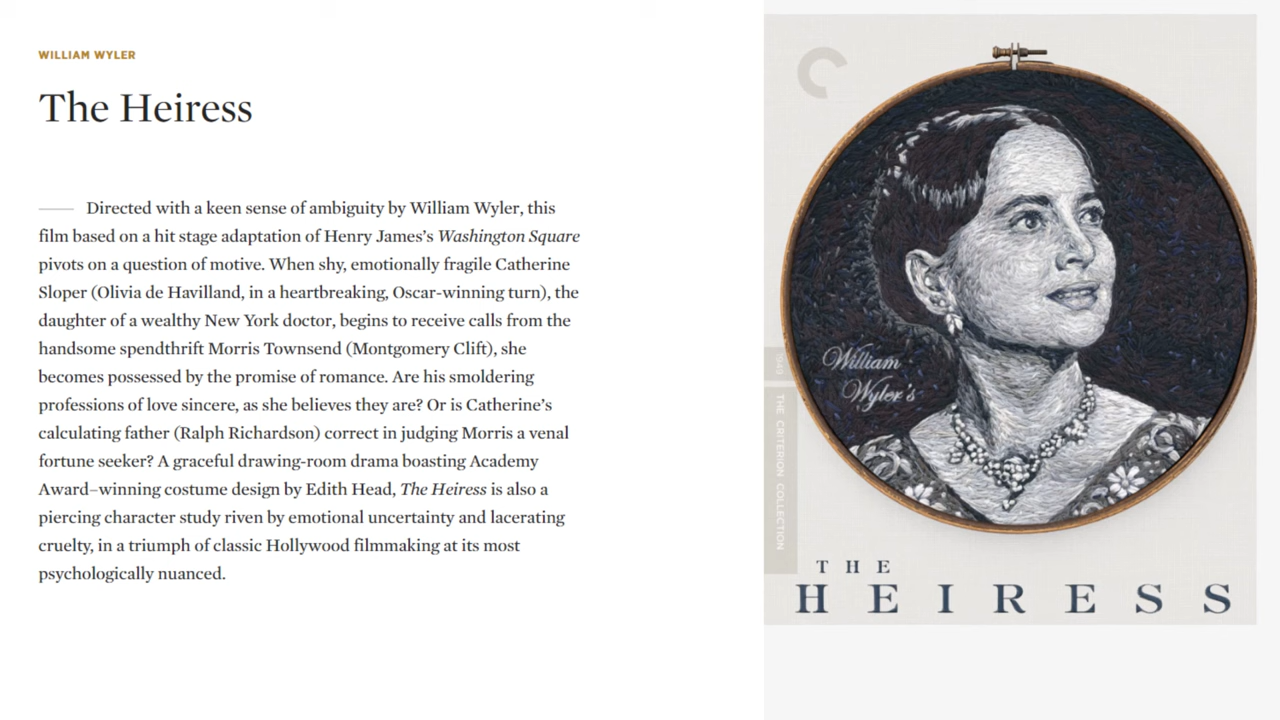 WILLIAM WYLER
The Heiress
Directed with a keen sense of ambiguity by William Wyler, this
film based on a hit stage adaptation of Henry James’s Washington Square
pivots on a question of motive. When shy, emotionally fragile Catherine
Sloper (Olivia de Havilland, in a heartbreaking, Oscar-winning turn), the
daughter of a wealthy New York doctor, begins to receive calls from the
handsome spendthrift Morris Townsend (Montgomery Clift), she
becomes possessed by the promise of romance. Are his smoldering
professions of love sincere, as she believes they are? Or is Catherine’s
calculating father (Ralph Richardson) correct in judging Morris a venal
fortune seeker? A graceful drawing-room drama boasting Academy
Award–winning costume design by Edith Head, The Heiress is also a
piercing character study riven by emotional uncertainty and lacerating
cruelty, in a triumph of classic Hollywood filmmaking at its most
psychologically nuanced.
William
Wyler’s
1949
THE CRITERION COLLECTION
THE
HEIRESS